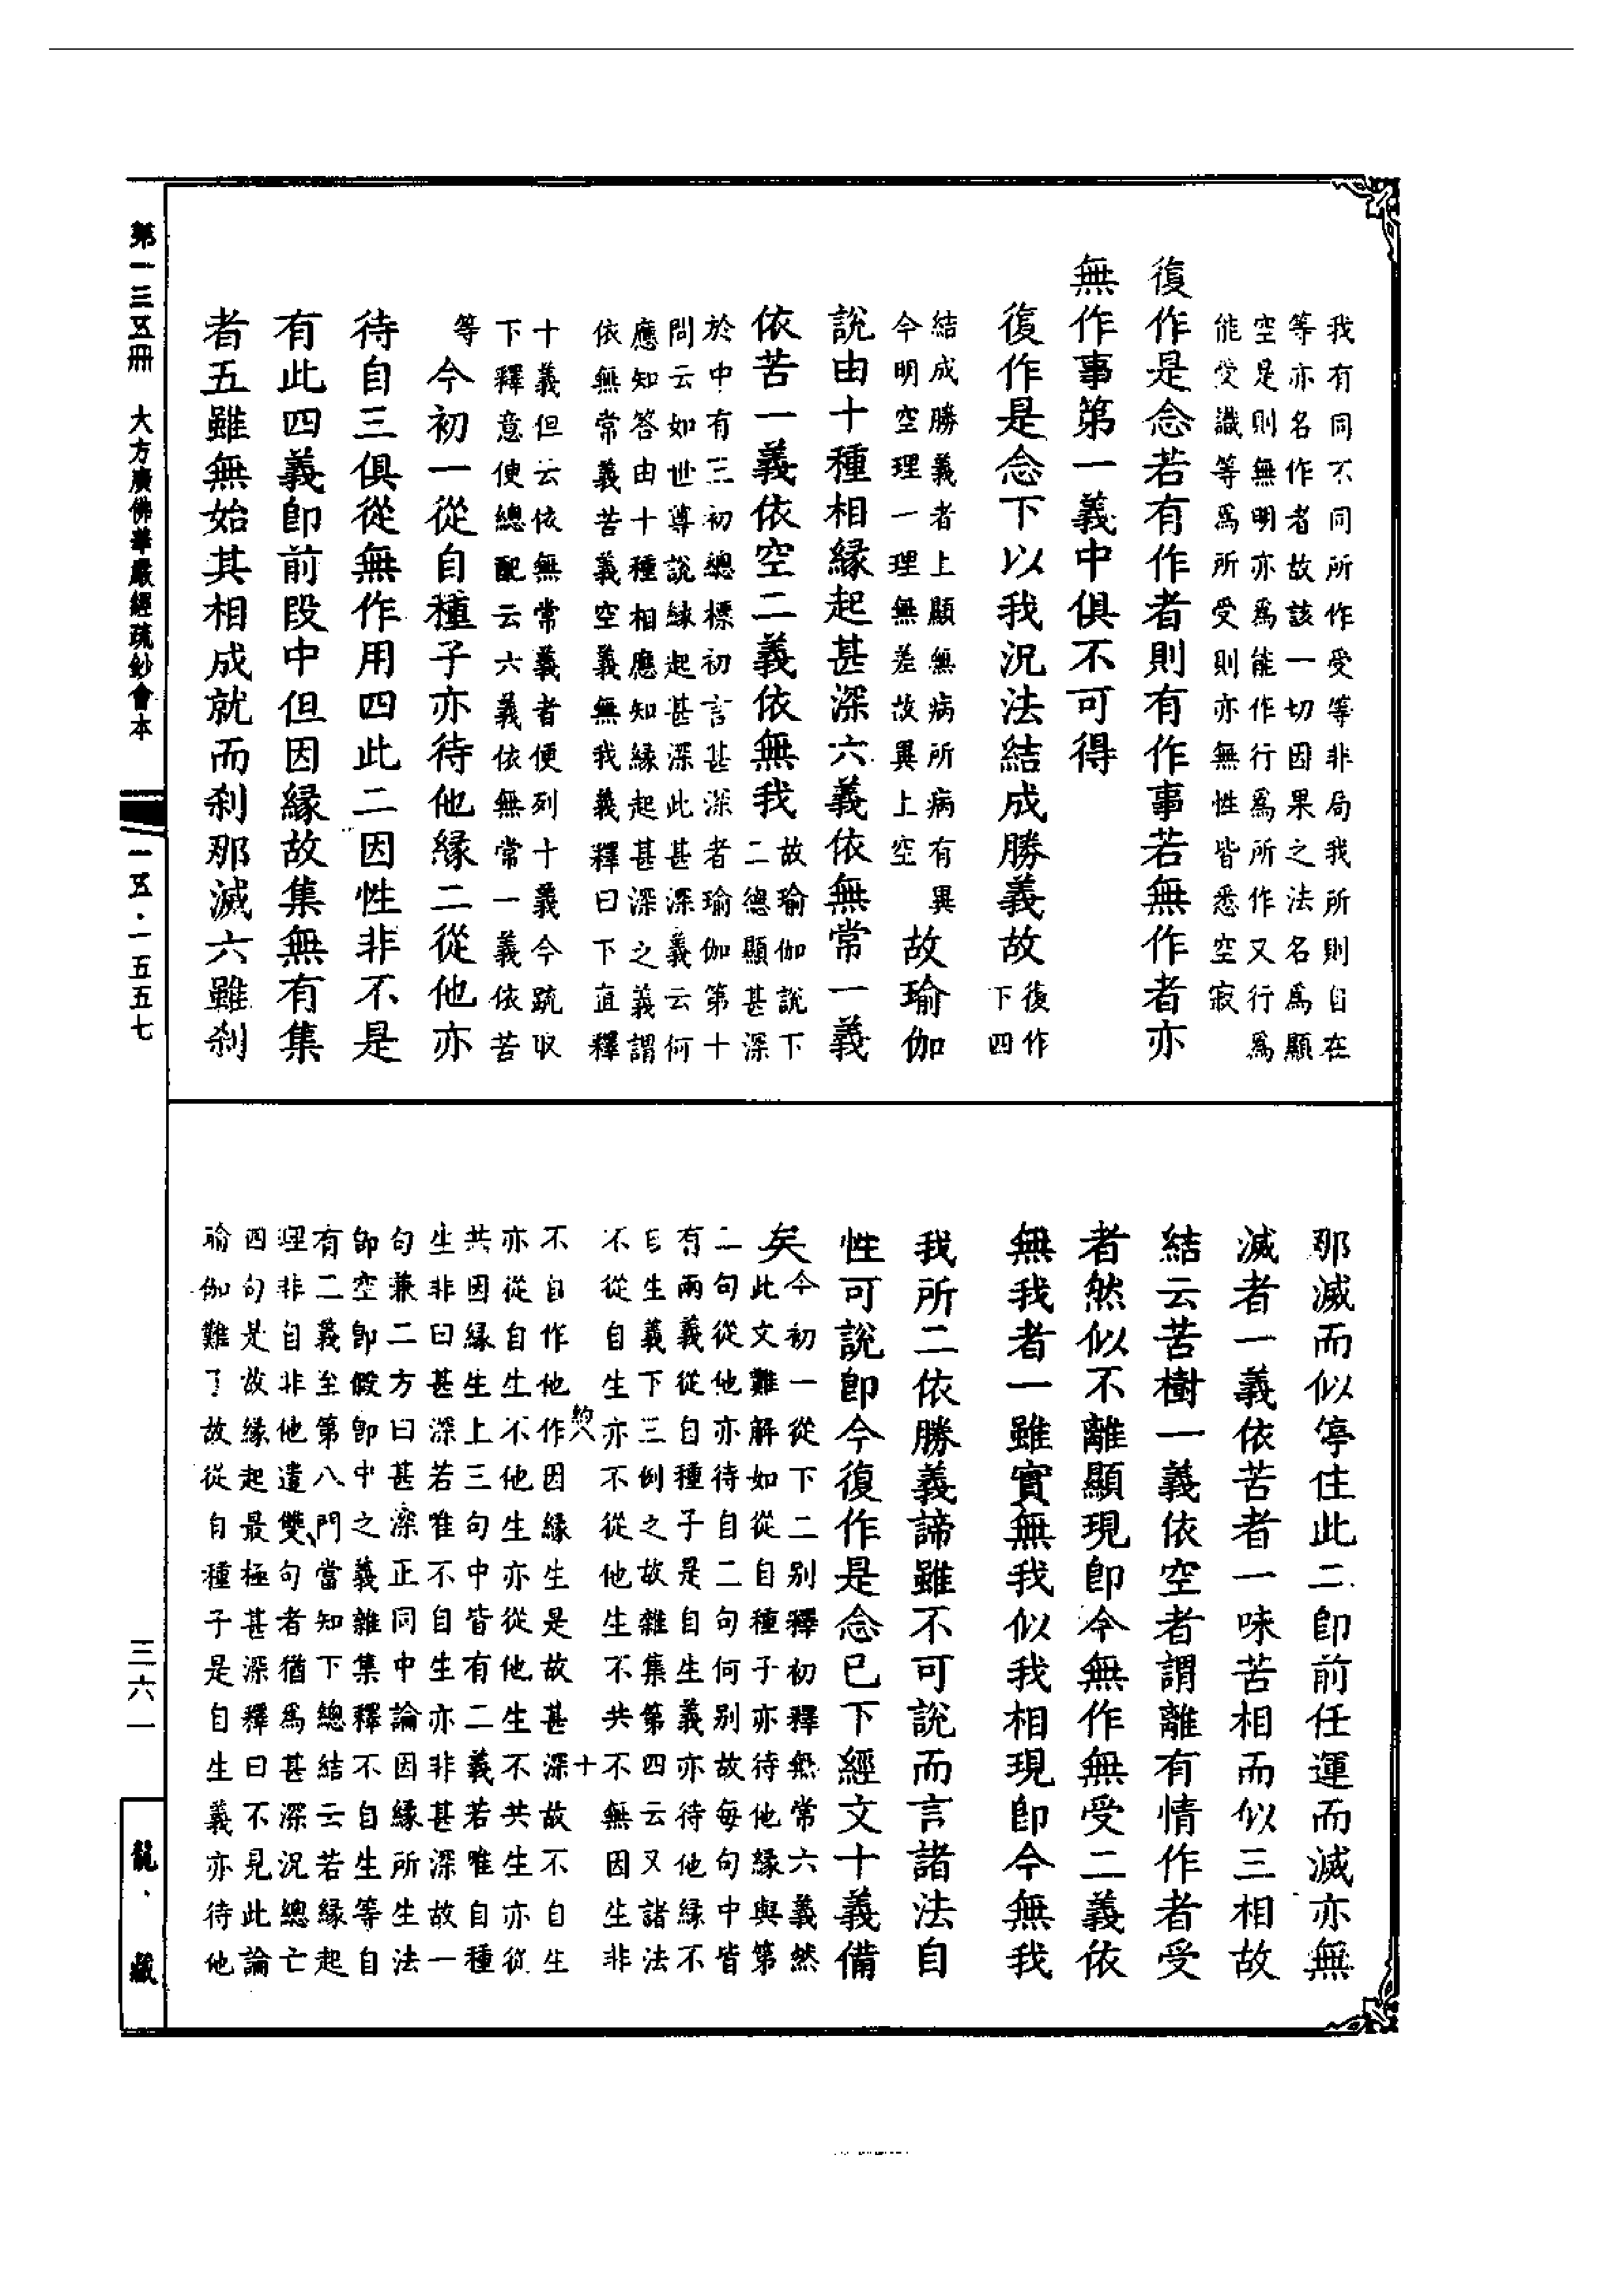 我有同不同所作受等非局我所則自在
等亦名作者故該一切因果之法名為顯
空是則無明亦為能作行為所作又行為
能受識等為所受則亦無性皆悉空寂
復作是念若有作者則有作事若無作者亦
無作事第一義中俱不可得
復作是念下以我況法結成勝義故
復作
下四
結成勝義者上顯無病所病有異
今明空理一理無差故異上空
故瑜伽
說由十種相緣起甚深六義依無常一義
依苦一義依空二義依無我
故瑜伽說下
二德顯甚深
於中有三初總標初言甚深者瑜伽第十
問云如世尊說緣起甚深此甚深義云何
應知答由十種相應知緣起甚深之義謂
依無常義苦義空義無我義釋曰下直釋
十義但云依無常義者便列十義今疏取
下釋意使總配云六義依無常一義依苦
等
今初一從自種子亦待他緣二從他亦
待自三俱從無作用四此二因性非不是
有此四義即前段中但因緣故集無有集
者五雖無始其相成就而剎那滅六雖剎
那滅而似停住此二即前任運而滅亦無
滅者一義依苦者一味苦相而似三相故
結云苦樹一義依空者謂離有情作者受
者然似不離顯現即今無作無受二義依
無我者一雖實無我似我相現即今無我
我所二依勝義諦雖不可說而言諸法自
性可說即今復作是念已下經文十義備
矣
今初一從下二別釋初釋無常六義然
此文難解如從自種子亦待他緣與第
二句從他亦待自二句何別故每句中皆
有兩義從自種子是自生義亦待他緣不
自生義下三例之故雜集第四云又諸法
不從自生亦不從他生不共不無因生非
約八
十
不自作他作因緣生是故甚深故不自生
亦從自生不他生亦從他生不共生亦從
共因緣生上三句中皆有二義若唯自種
生非曰甚深若唯不自生亦非甚深故一
句兼二方曰甚深正同中論因緣所生法
即空即假即中之義雜集釋不自生等自
有二義至第八門當知下總結云若緣起
理非自非他遣雙句者猶為甚深況總亡
四句是故緣起最極甚深釋曰不見此論
瑜伽難了故從自種子是自生義亦待他
第一三五冊 大方廣佛華嚴經疏鈔會本
一三五·一五五七
三六一
龍·藏